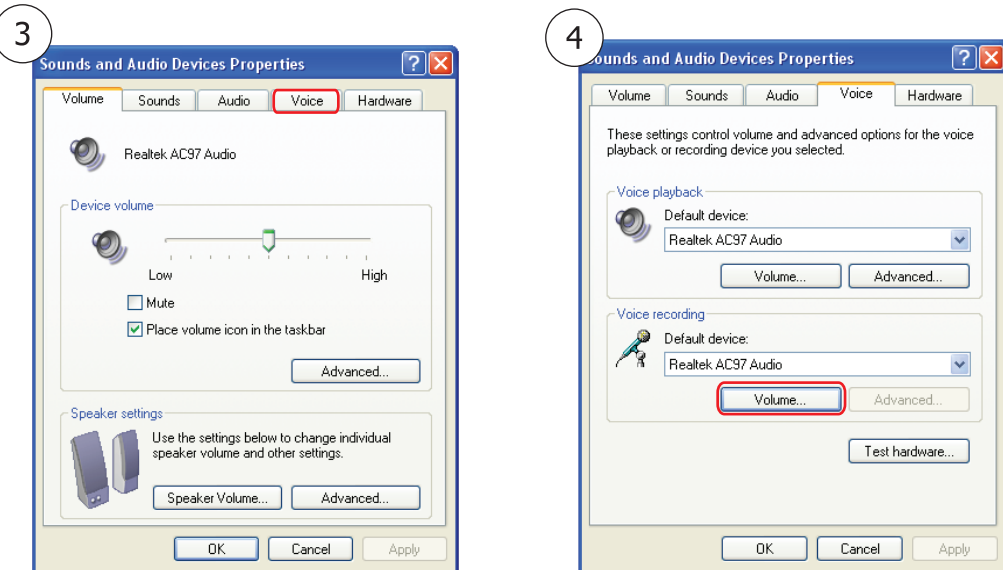 3
Sounds and Audio Devices Properties
Volume Sounds Audio Voice Hardware
Realtek AC97 Audio
Device volume
Low High
Mute
Place volume icon in the taskbar
Advanced...
Speaker settings
Use the settings below to change individual
speaker volume and other settings.
Speaker Volume... Advanced...
OK Cancel Apply
4
ounds and Audio Devices Properties
Volume Sounds Audio Voice Hardware
These settings control volume and advanced options for the voice
playback or recording device you selected.
Voice playback
Default device:
Realtek AC97 Audio
Volume... Advanced...
Voice recording
Default device:
Realtek AC97 Audio
Volume... Advanced...
Test hardware...
OK Cancel Apply